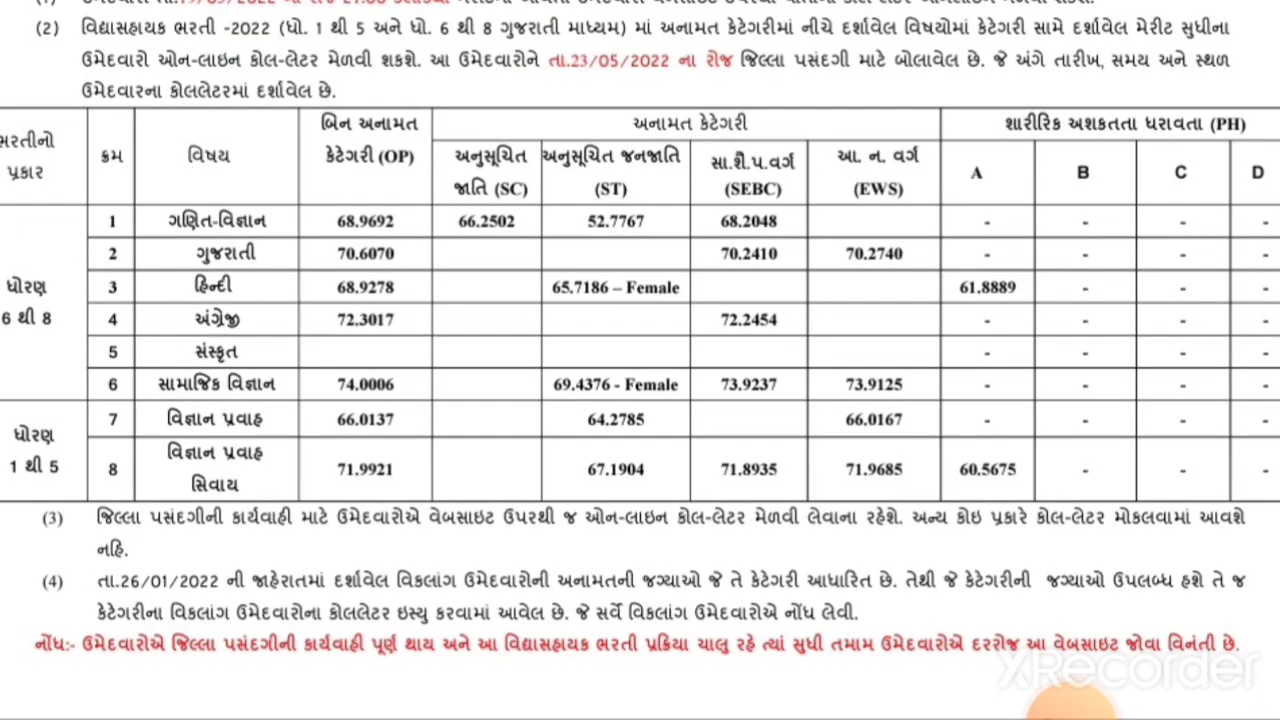 (2) વિદ્યાસહાયક ભરતી -2022 (ધો. 1 થી 5 અને ધો. 6 થી 8 ગુજરાતી માધ્યમ) માં અનામત કેટેગરીમાં નીચે દર્શાવેલ વિષયોમાં કેટેગરી સામે દર્શાવેલ મેરીટ સુધીના
ઉમેદવારો ઓન-લાઇન કોલ-લેટર મેળવી શકશે. આ ઉમેદવારોને તા.23/05/2022 ના રોજ જિલ્લા પસંદગી માટે બોલાવેલ છે. જે અંગે તારીખ, સમય અને સ્થળ
ઉમેદવારના કોલલેટરમાં દર્શાવેલ છે.
ભરતીનો પ્રકાર ક્રમ વિષય બિન અનામત કેટેગરી (OP) અનામત કેટેગરી શારીરિક અશકતતા ધરાવતા (PH)
અનુસૂચિત જાતિ (SC) અનુસૂચિત જનજાતિ (ST) સા.શૈ.પ.વર્ગ (SEBC) આ. ન. વર્ગ (EWS) A B C D
ધોરણ 6 થી 8
1 ગણિત-વિજ્ઞાન 68.9692 66.2502 52.7767 68.2048 - - - -
2 ગુજરાતી 70.6070 70.2410 70.2740 - - - -
3 હિન્દી 68.9278 65.7186 – Female 61.8889 - - -
4 અંગ્રેજી 72.3017 72.2454 - - - -
5 સંસ્કૃત - - - -
6 સામાજિક વિજ્ઞાન 74.0006 69.4376 - Female 73.9237 73.9125 - - - -
ધોરણ 1 થી 5
7 વિજ્ઞાન પ્રવાહ 66.0137 64.2785 66.0167 - - - -
8 વિજ્ઞાન પ્રવાહ સિવાય 71.9921 67.1904 71.8935 71.9685 60.5675 - - -
(3) જિલ્લા પસંદગીની કાર્યવાહી માટે ઉમેદવારોએ વેબસાઇટ ઉપરથી જ ઓન-લાઇન કોલ-લેટર મેળવી લેવાના રહેશે. અન્ય કોઇ પ્રકારે કોલ-લેટર મોકલવામાં આવશે
નહિ.
(4) તા.26/01/2022 ની જાહેરાતમાં દર્શાવેલ વિકલાંગ ઉમેદવારોની અનામતની જગ્યાઓ જે તે કેટેગરી આધારિત છે. તેથી જે કેટેગરીની જગ્યાઓ ઉપલબ્ધ હશે તે જ
કેટેગરીના વિકલાંગ ઉમેદવારોના કોલલેટર ઇસ્યુ કરવામાં આવેલ છે. જે સર્વે વિકલાંગ ઉમેદવારોએ નોંધ લેવી.
નોંધ:- ઉમેદવારોએ જિલ્લા પસંદગીની કાર્યવાહી પૂર્ણ થાય અને આ વિદ્યાસહાયક ભરતી પ્રક્રિયા ચાલુ રહે ત્યાં સુધી તમામ ઉમેદવારોએ દરરોજ આ વેબસાઇટ જોવા વિનંતી છે.
XRecorder